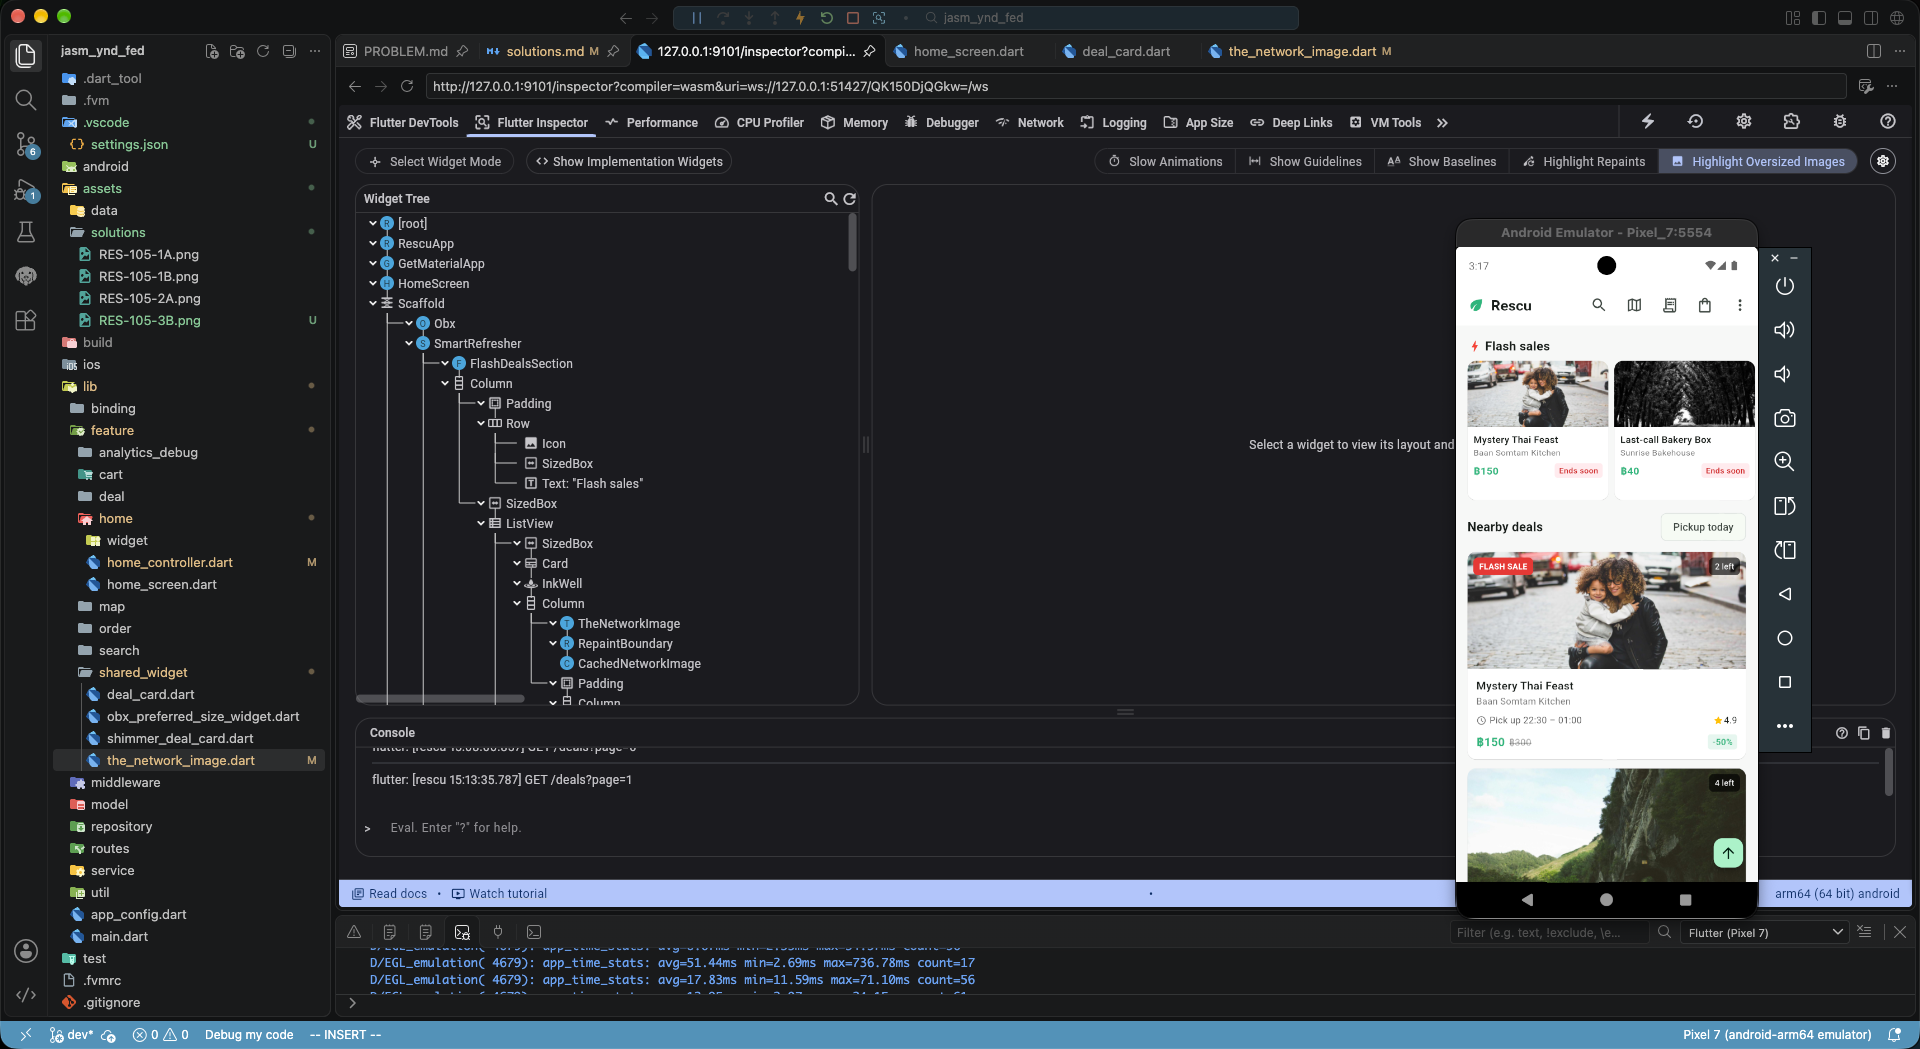 jasm_ynd_fed
jasm_ynd_fed
.dart_tool
.fvm
.vscode
settings.json U
android
assets
data
solutions
RES-105-1A.png
RES-105-1B.png
RES-105-2A.png
RES-105-3B.png U
build
ios
lib
binding
feature
analytics_debug
cart
deal
home
widget
home_controller.dart M
home_screen.dart
map
order
search
shared_widget
deal_card.dart
obx_preferred_size_widget.dart
shimmer_deal_card.dart
the_network_image.dart M
middleware
model
repository
routes
service
util
app_config.dart
main.dart
test
.fvmrc
.gitignore
6
1
PROBLEM.md
solutions.md M
127.0.0.1:9101/inspector?compi...
home_screen.dart
deal_card.dart
the_network_image.dart M
http://127.0.0.1:9101/inspector?compiler=wasm&uri=ws://127.0.0.1:51427/QK150DjQGkw=/ws
Flutter DevTools Flutter Inspector Performance CPU Profiler Memory Debugger Network Logging App Size Deep Links VM Tools
Select Widget Mode Show Implementation Widgets Slow Animations Show Guidelines Show Baselines Highlight Repaints Highlight Oversized Images
Widget Tree
[root]
RescuApp
GetMaterialApp
HomeScreen
Scaffold
Obx
SmartRefresher
FlashDealsSection
Column
Padding
Row
Icon
SizedBox
Text: "Flash sales"
SizedBox
ListView
SizedBox
Card
InkWell
Column
TheNetworkImage
RepaintBoundary
CachedNetworkImage
Padding
Column
Select a widget to view its layout and
Console
flutter: [rescu 15:13:35.787] GET /deals?page=1
> Eval. Enter "?" for help.
Read docs • Watch tutorial •
arm64 (64 bit) android
Android Emulator - Pixel_7:5554
3:17
Rescu
Flash sales
Mystery Thai Feast
Baan Somtam Kitchen
฿150 Ends soon
Last-call Bakery Box
Sunrise Bakehouse
฿40 Ends soon
Nearby deals Pickup today
FLASH SALE 2 left
Mystery Thai Feast
Baan Somtam Kitchen
Pick up 22:30 – 01:00 4.9
฿150 ฿300 -50%
4 left
Filter (e.g. text, !exclude, \e... Flutter (Pixel 7)
D/EGL_emulation( 4679): app_time_stats: avg=51.44ms min=2.69ms max=736.78ms count=17
D/EGL_emulation( 4679): app_time_stats: avg=17.83ms min=11.59ms max=71.10ms count=56
dev* 0 0 Debug my code -- INSERT --
Pixel 7 (android-arm64 emulator)